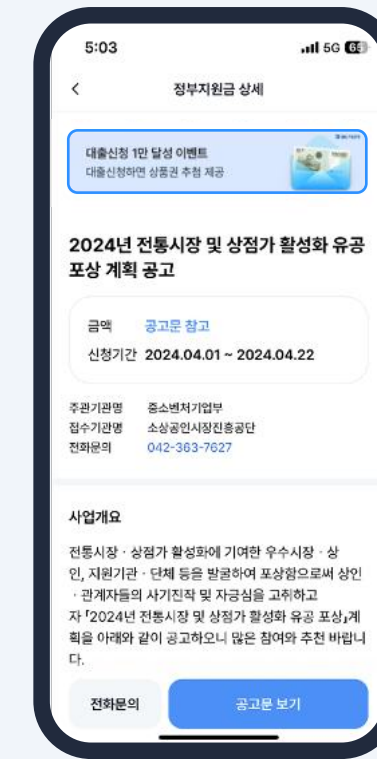 5:03
5G 65
정부지원금 상세
대출신청 1만 달성 이벤트
대출신청하면 상품권 추첨 제공
2024년 전통시장 및 상점가 활성화 유공
포상 계획 공고
금액 공고문 참고
신청기간 2024.04.01 ~ 2024.04.22
주관기관명 중소벤처기업부
접수기관명 소상공인시장진흥공단
전화문의 042-363-7627
사업개요
전통시장 · 상점가 활성화에 기여한 우수시장 · 상
인, 지원기관 · 단체 등을 발굴하여 포상함으로써 상인
· 관계자들의 사기진작 및 자긍심을 고취하고
자 「2024년 전통시장 및 상점가 활성화 유공 포상」계
획을 아래와 같이 공고하오니 많은 참여와 추천 바랍니
다.
전화문의
공고문 보기